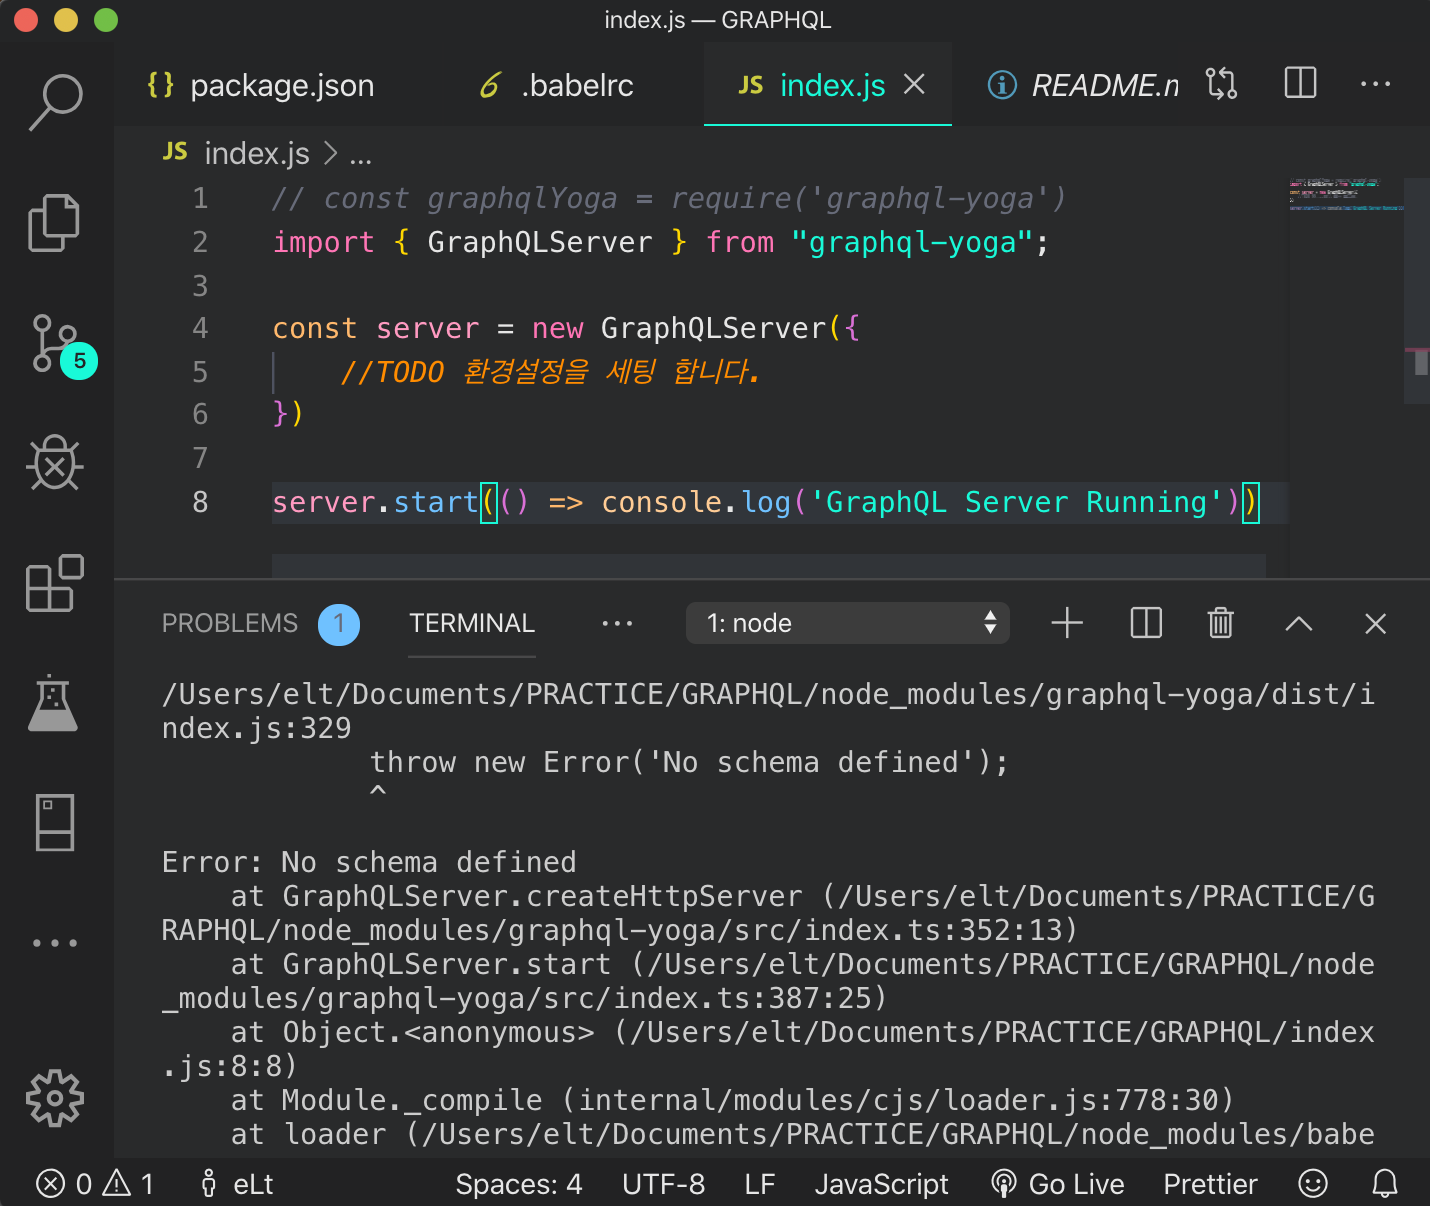 index.js — GRAPHQL
{} package.json
.babelrc
JS index.js
README.n
JS index.js > ...
1 // const graphqlYoga = require('graphql-yoga')
2 import { GraphQLServer } from "graphql-yoga";
3
4 const server = new GraphQLServer({
5 //TODO 환경설정을 세팅 합니다.
6 })
7
8 server.start(() => console.log('GraphQL Server Running'))
5
PROBLEMS 1 TERMINAL ... 1: node
/Users/elt/Documents/PRACTICE/GRAPHQL/node_modules/graphql-yoga/dist/i
ndex.js:329
throw new Error('No schema defined');
^
Error: No schema defined
at GraphQLServer.createHttpServer (/Users/elt/Documents/PRACTICE/G
RAPHQL/node_modules/graphql-yoga/src/index.ts:352:13)
at GraphQLServer.start (/Users/elt/Documents/PRACTICE/GRAPHQL/node
_modules/graphql-yoga/src/index.ts:387:25)
at Object.<anonymous> (/Users/elt/Documents/PRACTICE/GRAPHQL/index
.js:8:8)
at Module._compile (internal/modules/cjs/loader.js:778:30)
at loader (/Users/elt/Documents/PRACTICE/GRAPHQL/node_modules/babe
0 1 eLt Spaces: 4 UTF-8 LF JavaScript Go Live Prettier